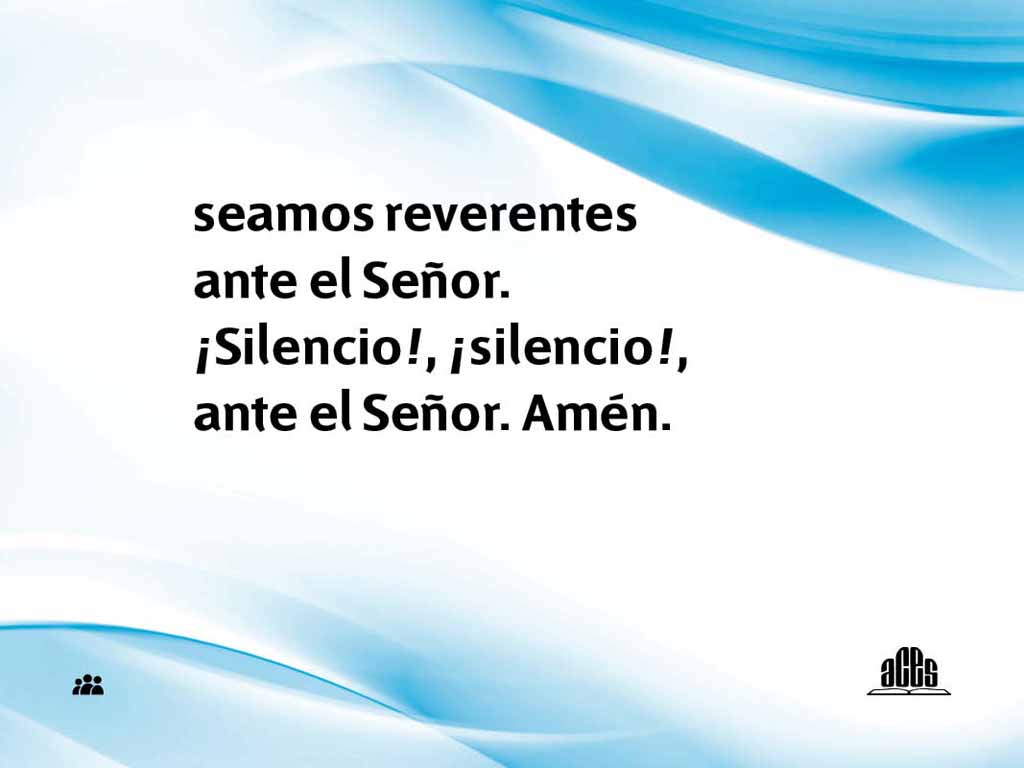 seamos reverentes
ante el Señor.
¡Silencio!, ¡silencio!,
ante el Señor. Amén.
aces